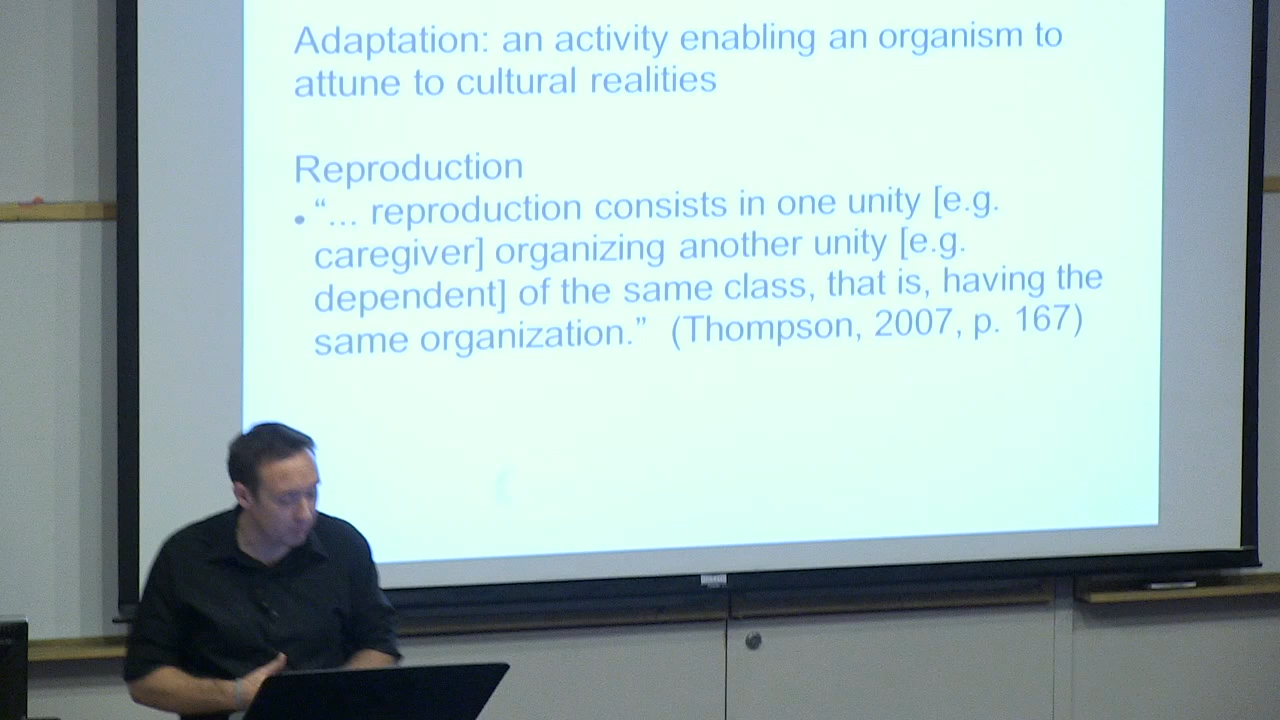 Adaptation: an activity enabling an organism to
attune to cultural realities
Reproduction
• “... reproduction consists in one unity [e.g.
caregiver] organizing another unity [e.g.
dependent] of the same class, that is, having the
same organization.” (Thompson, 2007, p. 167)